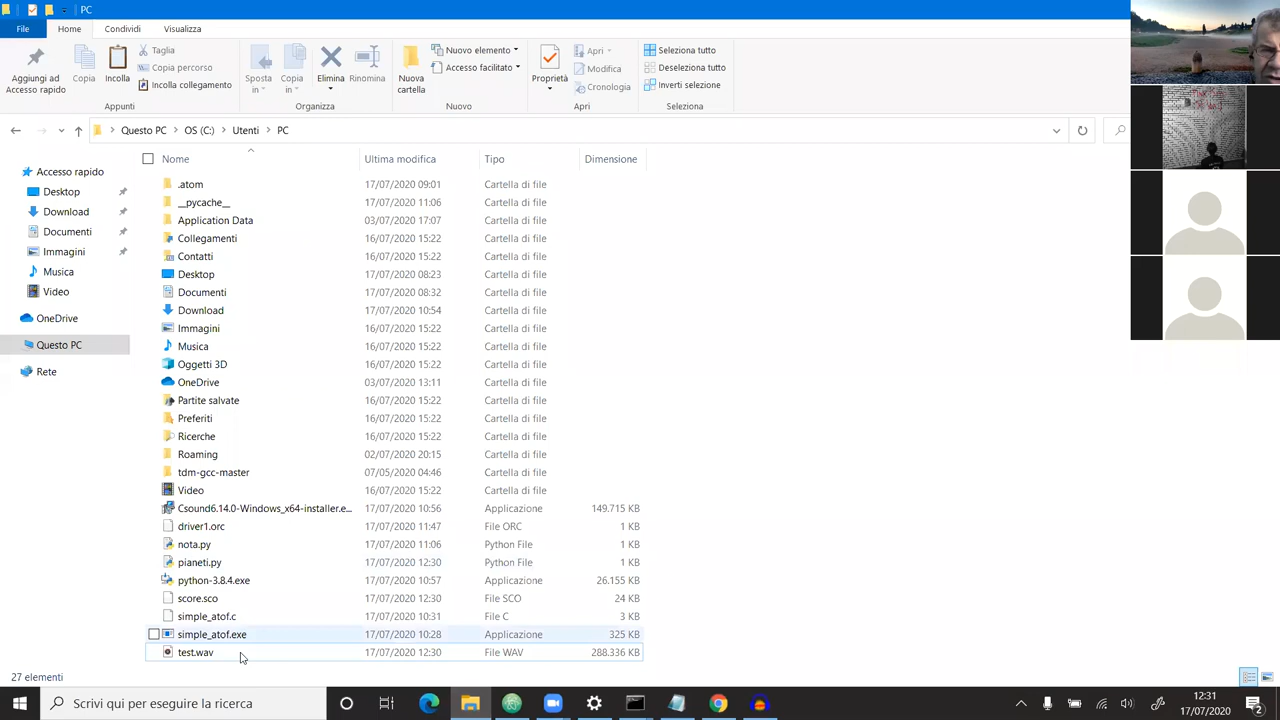 PC
File Home Condividi Visualizza
Aggiungi ad Accesso rapido
Copia
Incolla
Taglia
Copia percorso
Incolla collegamento
Appunti
Sposta in
Copia in
Elimina
Rinomina
Organizza
Nuova cartella
Nuovo elemento
Accesso facilitato
Nuovo
Proprietà
Apri
Modifica
Cronologia
Apri
Seleziona tutto
Deseleziona tutto
Inverti selezione
Seleziona
Questo PC > OS (C:) > Utenti > PC
Accesso rapido
Desktop
Download
Documenti
Immagini
Musica
Video
OneDrive
Questo PC
Rete
Nome Ultima modifica Tipo Dimensione
.atom 17/07/2020 09:01 Cartella di file
__pycache__ 17/07/2020 11:06 Cartella di file
Application Data 03/07/2020 17:07 Cartella di file
Collegamenti 16/07/2020 15:22 Cartella di file
Contatti 16/07/2020 15:22 Cartella di file
Desktop 17/07/2020 08:23 Cartella di file
Documenti 17/07/2020 08:32 Cartella di file
Download 17/07/2020 10:54 Cartella di file
Immagini 16/07/2020 15:22 Cartella di file
Musica 16/07/2020 15:22 Cartella di file
Oggetti 3D 16/07/2020 15:22 Cartella di file
OneDrive 03/07/2020 13:11 Cartella di file
Partite salvate 16/07/2020 15:22 Cartella di file
Preferiti 16/07/2020 15:22 Cartella di file
Ricerche 16/07/2020 15:22 Cartella di file
Roaming 02/07/2020 20:15 Cartella di file
tdm-gcc-master 07/05/2020 04:46 Cartella di file
Video 16/07/2020 15:22 Cartella di file
Csound6.14.0-Windows_x64-installer.e... 17/07/2020 10:56 Applicazione 149.715 KB
driver1.orc 17/07/2020 11:47 File ORC 1 KB
nota.py 17/07/2020 11:06 Python File 1 KB
pianeti.py 17/07/2020 12:30 Python File 1 KB
python-3.8.4.exe 17/07/2020 10:57 Applicazione 26.155 KB
score.sco 17/07/2020 12:30 File SCO 24 KB
simple_atof.c 17/07/2020 10:31 File C 3 KB
simple_atof.exe 17/07/2020 10:28 Applicazione 325 KB
test.wav 17/07/2020 12:30 File WAV 288.336 KB
27 elementi
Scrivi qui per eseguire la ricerca
12:31
17/07/2020
2